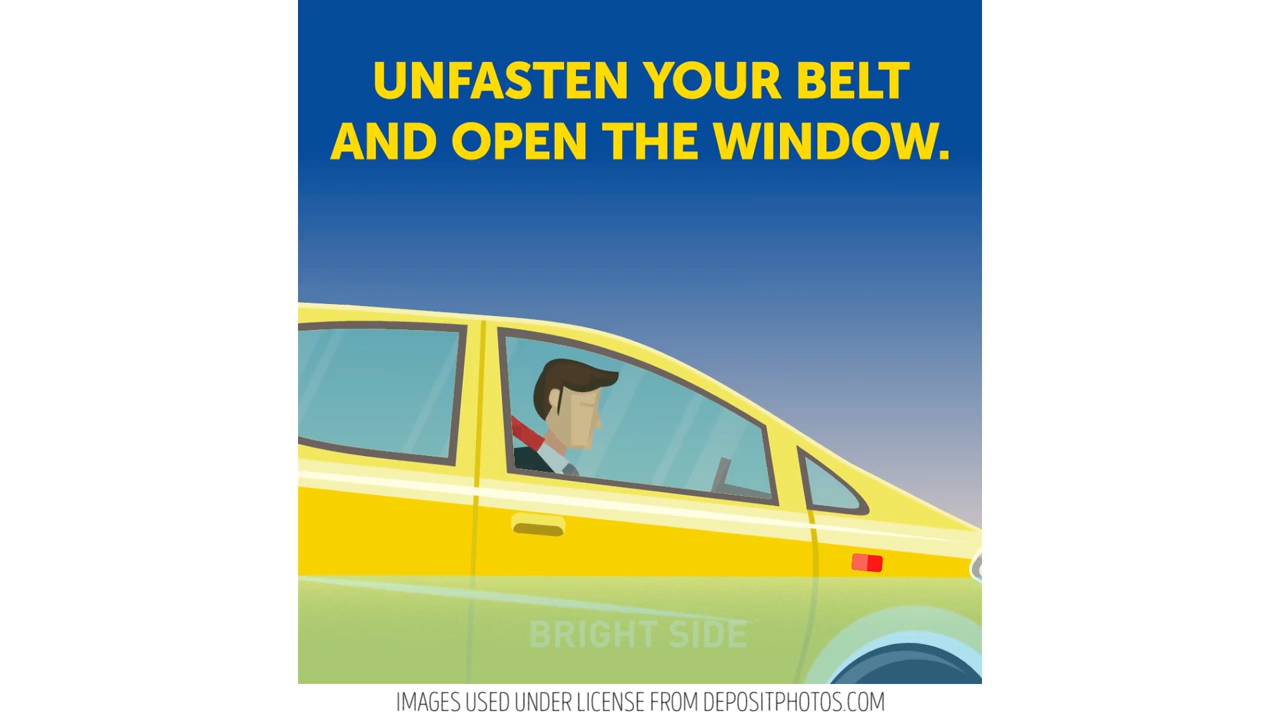 UNFASTEN YOUR BELT
AND OPEN THE WINDOW.
BRIGHT SIDE
IMAGES USED UNDER LICENSE FROM DEPOSITPHOTOS.COM